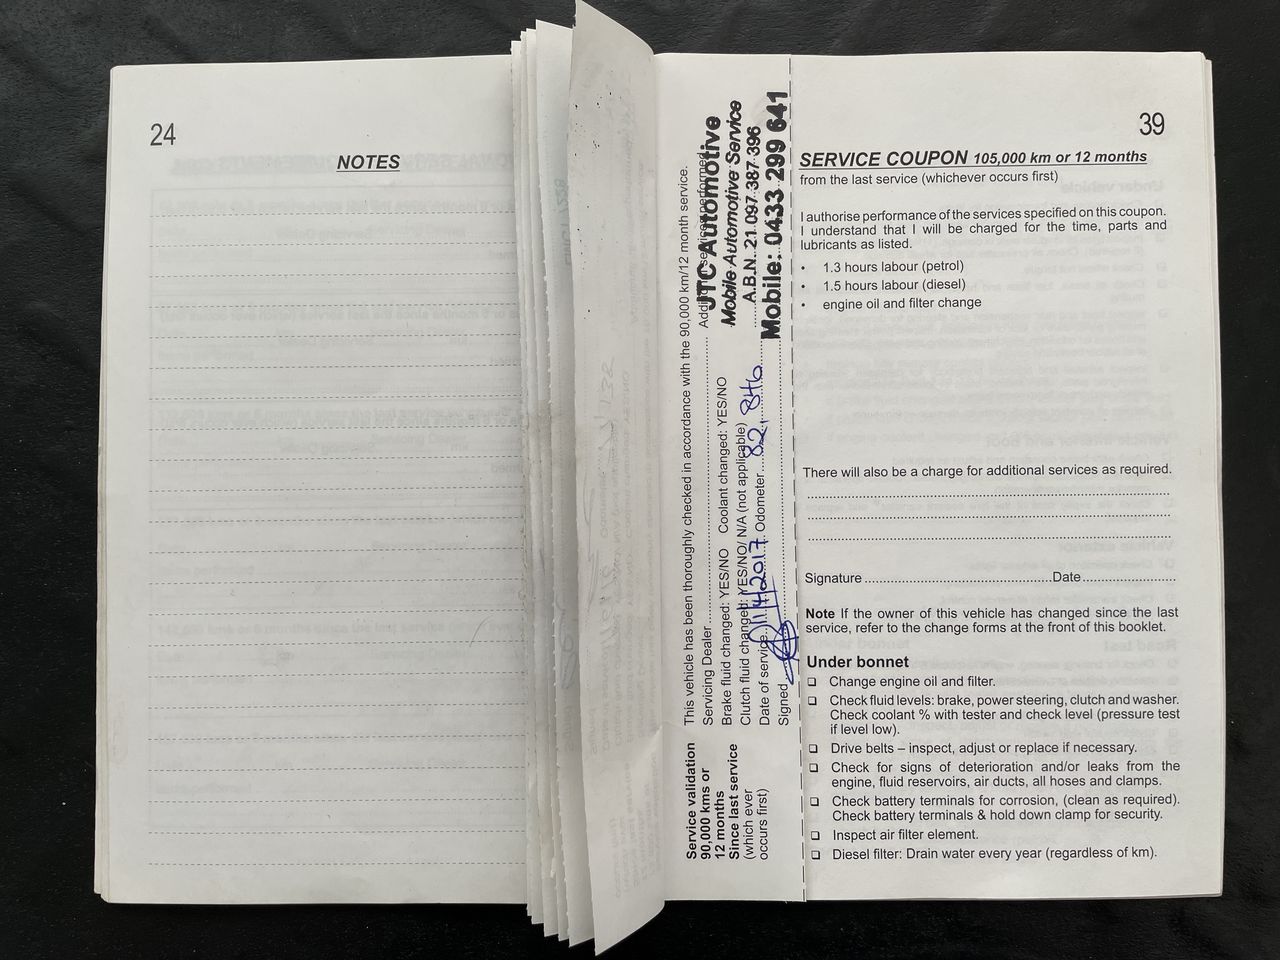 24
NOTES
Service validation
90,000 kms or
12 months
Since last service
(which ever
occurs first)
This vehicle has been thoroughly checked in accordance with the 90,000 km/12 month service.
Servicing Dealer
Additional services performed
JTC Automotive
Mobile Automotive Service
A.B.N. 21 097 387 396
Mobile: 0433 299 641
Brake fluid changed: YES/NO Coolant changed: YES/NO
Clutch fluid changed: YES/NO/ N/A (not applicable)
Date of service 21/4/2017 Odometer 82,846
Signed
39
SERVICE COUPON 105,000 km or 12 months
from the last service (whichever occurs first)
I authorise performance of the services specified on this coupon.
I understand that I will be charged for the time, parts and
lubricants as listed.
• 1.3 hours labour (petrol)
• 1.5 hours labour (diesel)
• engine oil and filter change
There will also be a charge for additional services as required.
Signature Date
Note If the owner of this vehicle has changed since the last
service, refer to the change forms at the front of this booklet.
Under bonnet
❑ Change engine oil and filter.
❑ Check fluid levels: brake, power steering, clutch and washer.
Check coolant % with tester and check level (pressure test
if level low).
❑ Drive belts – inspect, adjust or replace if necessary.
❑ Check for signs of deterioration and/or leaks from the
engine, fluid reservoirs, air ducts, all hoses and clamps.
❑ Check battery terminals for corrosion, (clean as required).
Check battery terminals & hold down clamp for security.
❑ Inspect air filter element.
❑ Diesel filter: Drain water every year (regardless of km).